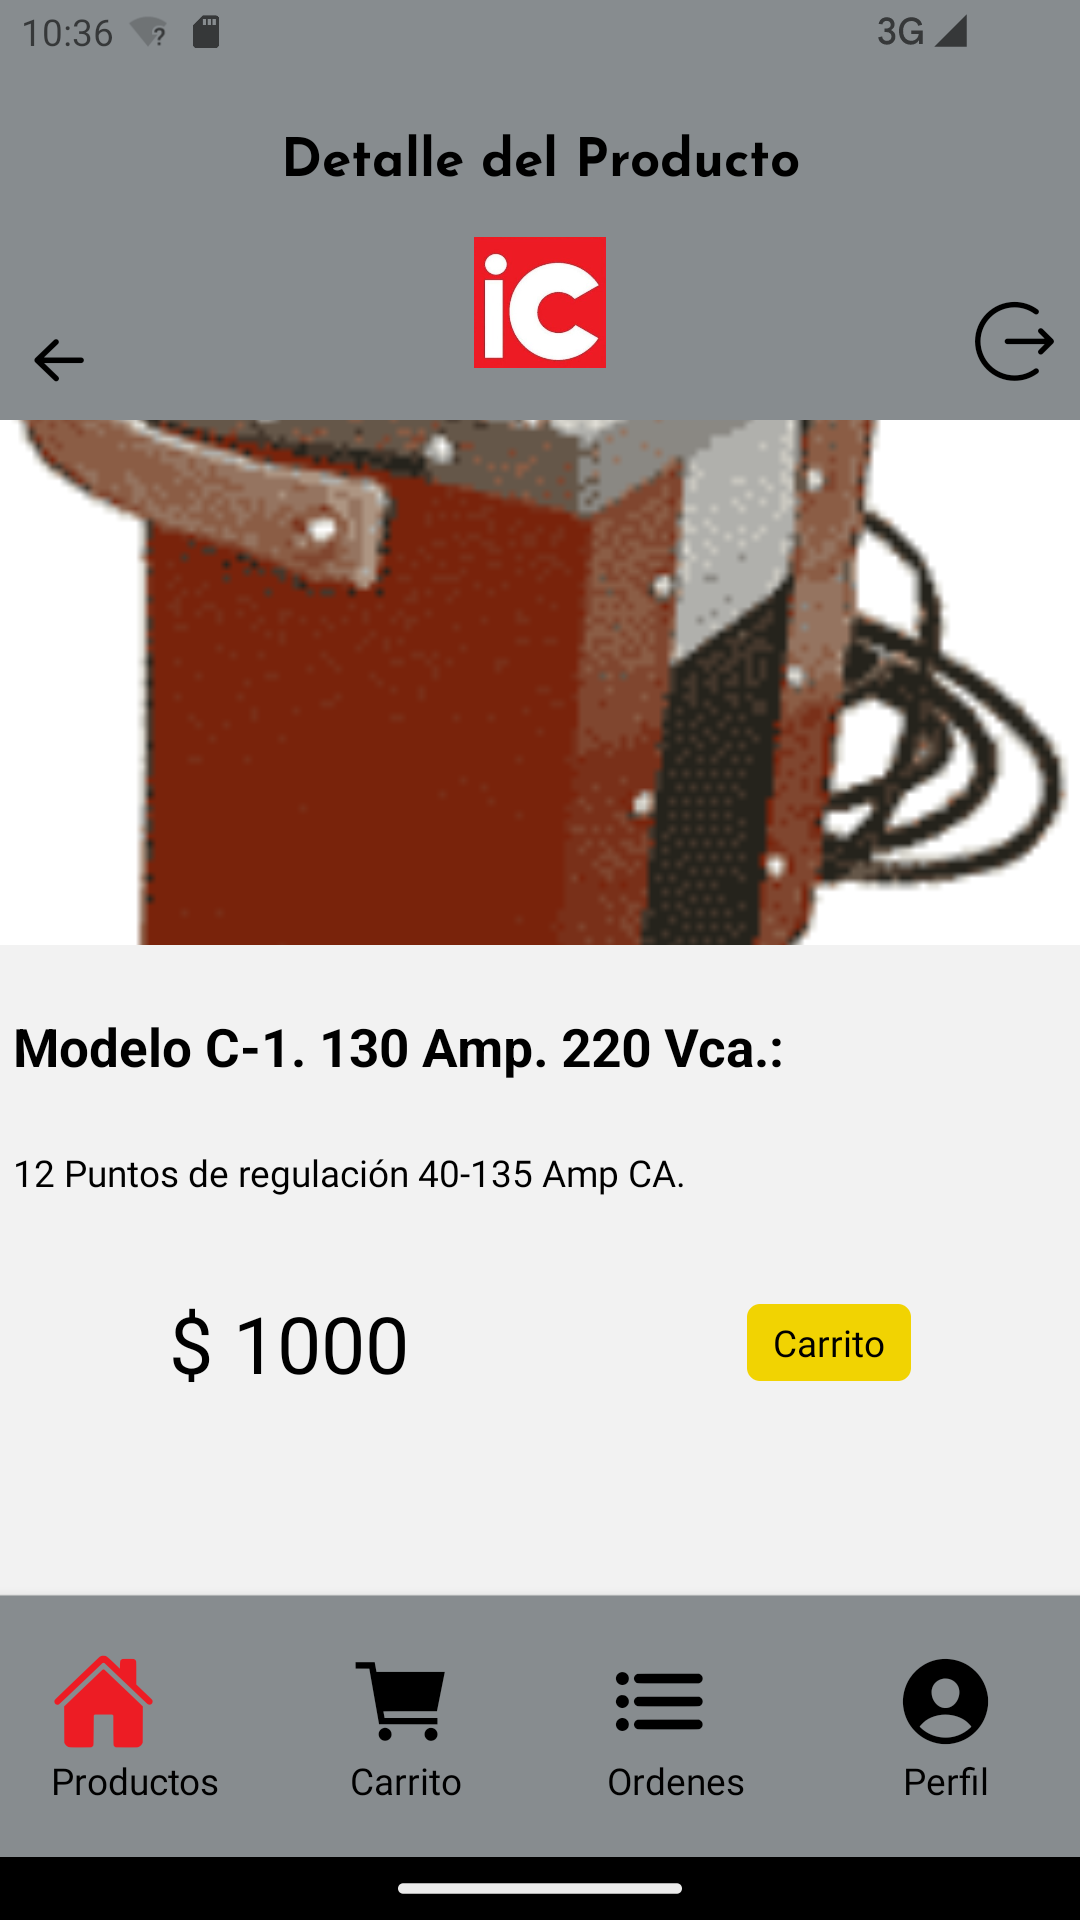 10:36
3G
Detalle del Producto
iC
Modelo C-1. 130 Amp. 220 Vca.:
12 Puntos de regulación 40-135 Amp CA.
$ 1000
Carrito
Productos
Carrito
Ordenes
Perfil